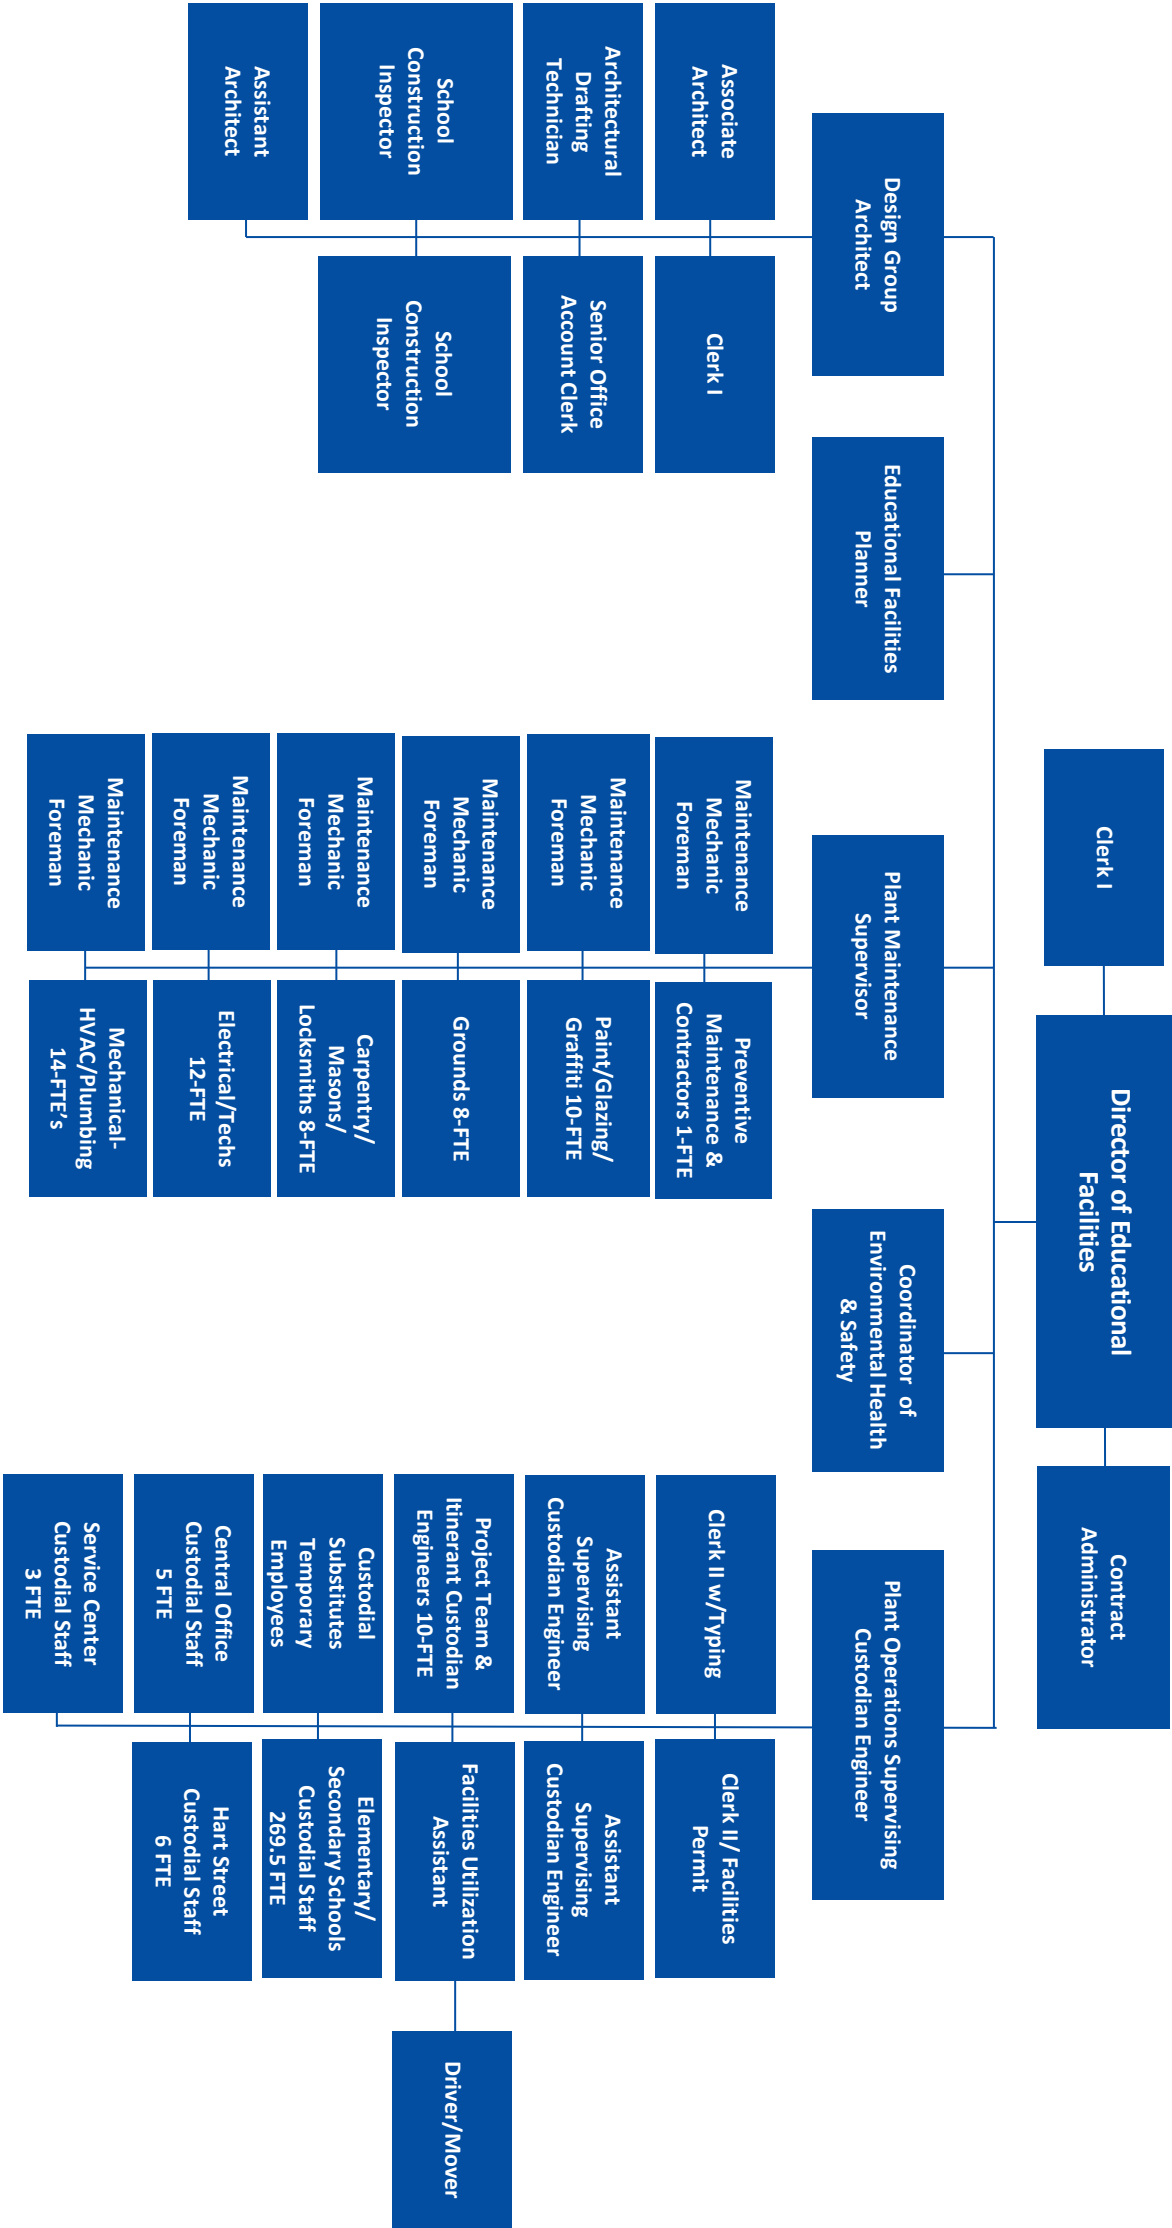 Director of Educational
Facilities
Clerk I
Contract
Administrator
Design Group
Architect
Educational Facilities
Planner
Plant Maintenance
Supervisor
Coordinator of
Environmental Health
& Safety
Plant Operations Supervising
Custodian Engineer
Associate
Architect
Clerk I
Architectural
Drafting
Technician
Senior Office
Account Clerk
School
Construction
Inspector
School
Construction
Inspector
Assistant
Architect
Maintenance
Mechanic
Foreman
Preventive
Maintenance &
Contractors 1-FTE
Maintenance
Mechanic
Foreman
Paint/Glazing/
Graffiti 10-FTE
Maintenance
Mechanic
Foreman
Grounds 8-FTE
Maintenance
Mechanic
Foreman
Carpentry/
Masons/
Locksmiths 8-FTE
Maintenance
Mechanic
Foreman
Electrical/Techs
12-FTE
Maintenance
Mechanic
Foreman
Mechanical-
HVAC/Plumbing
14-FTE’s
Clerk II w/Typing
Clerk II/ Facilities
Permit
Assistant
Supervising
Custodian Engineer
Assistant
Supervising
Custodian Engineer
Project Team &
Itinerant Custodian
Engineers 10-FTE
Facilities Utilization
Assistant
Driver/Mover
Custodial
Substitutes
Temporary
Employees
Elementary/
Secondary Schools
Custodial Staff
269.5 FTE
Central Office
Custodial Staff
5 FTE
Hart Street
Custodial Staff
6 FTE
Service Center
Custodial Staff
3 FTE